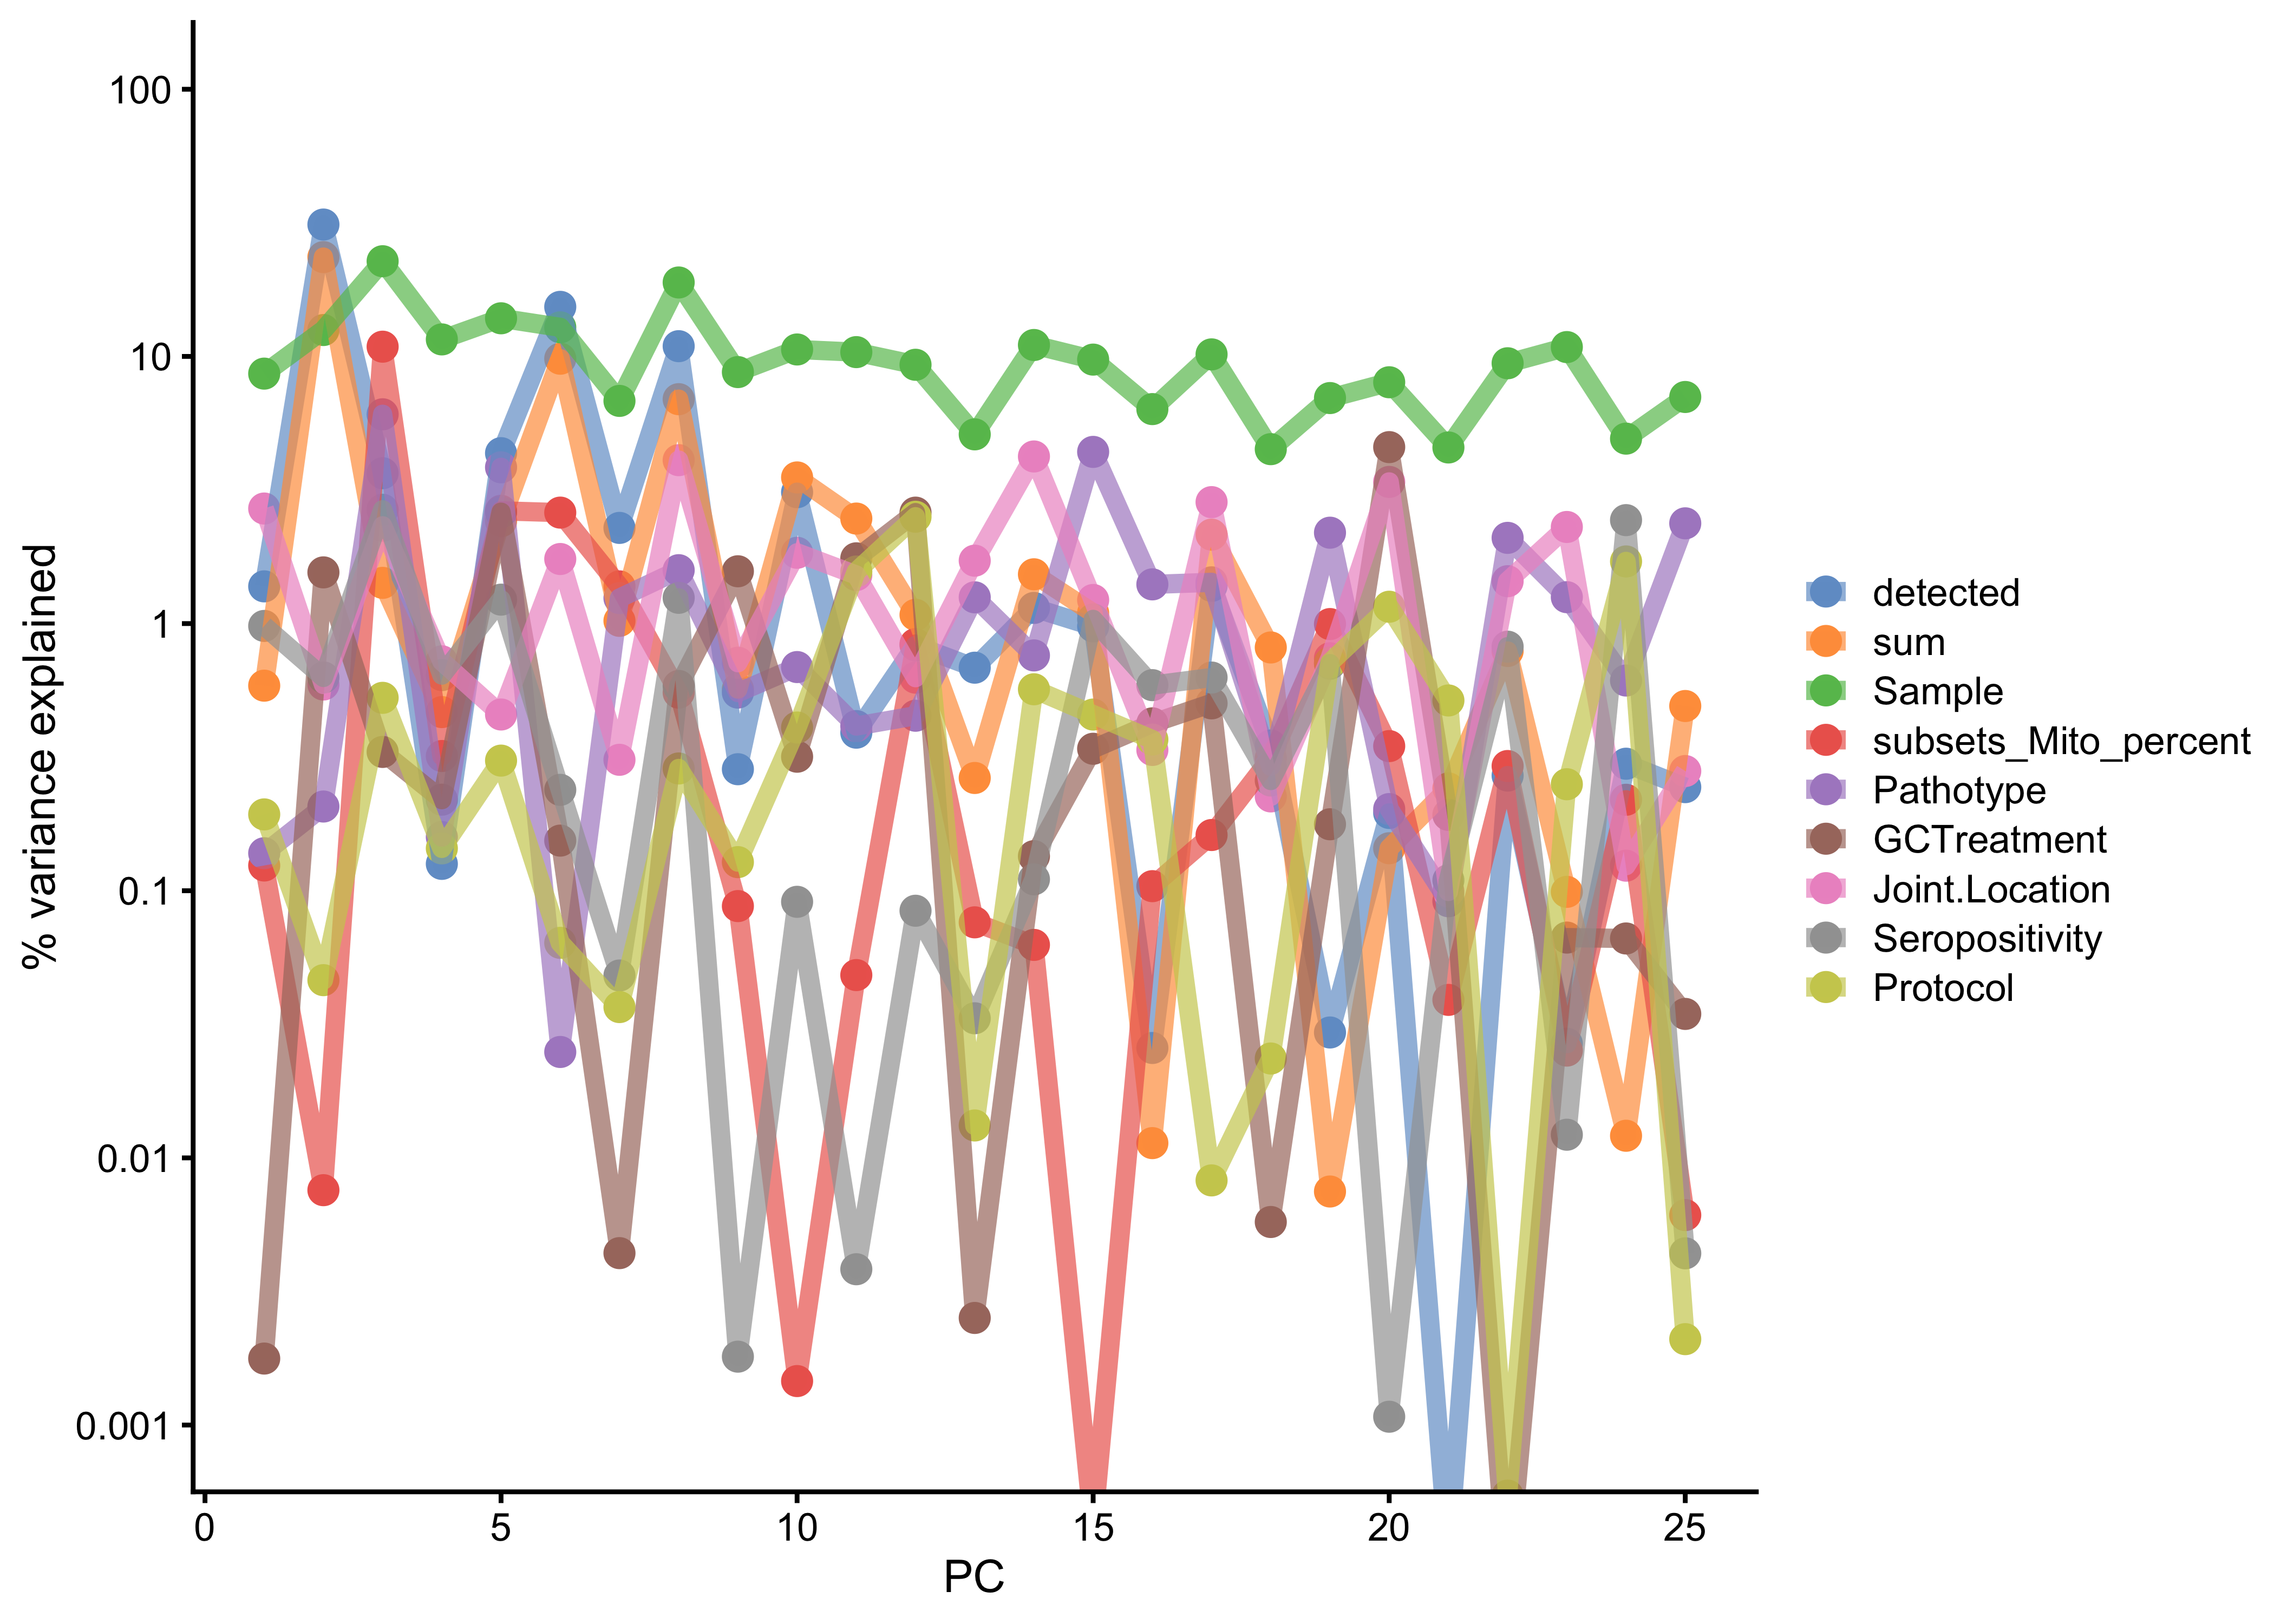 % variance explained
100
10
1
0.1
0.01
0.001
0 5 10 15 20 25
PC
detected
sum
Sample
subsets_Mito_percent
Pathotype
GCTreatment
Joint.Location
Seropositivity
Protocol